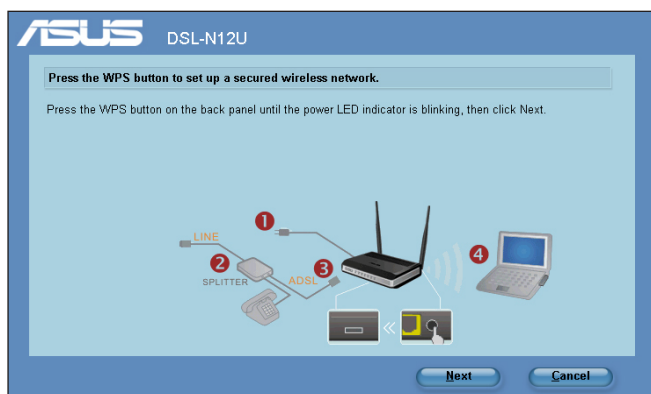 ASUS DSL-N12U
Press the WPS button to set up a secured wireless network.
Press the WPS button on the back panel until the power LED indicator is blinking, then click Next.
1
LINE
2
SPLITTER
ADSL
3
4
Next
Cancel